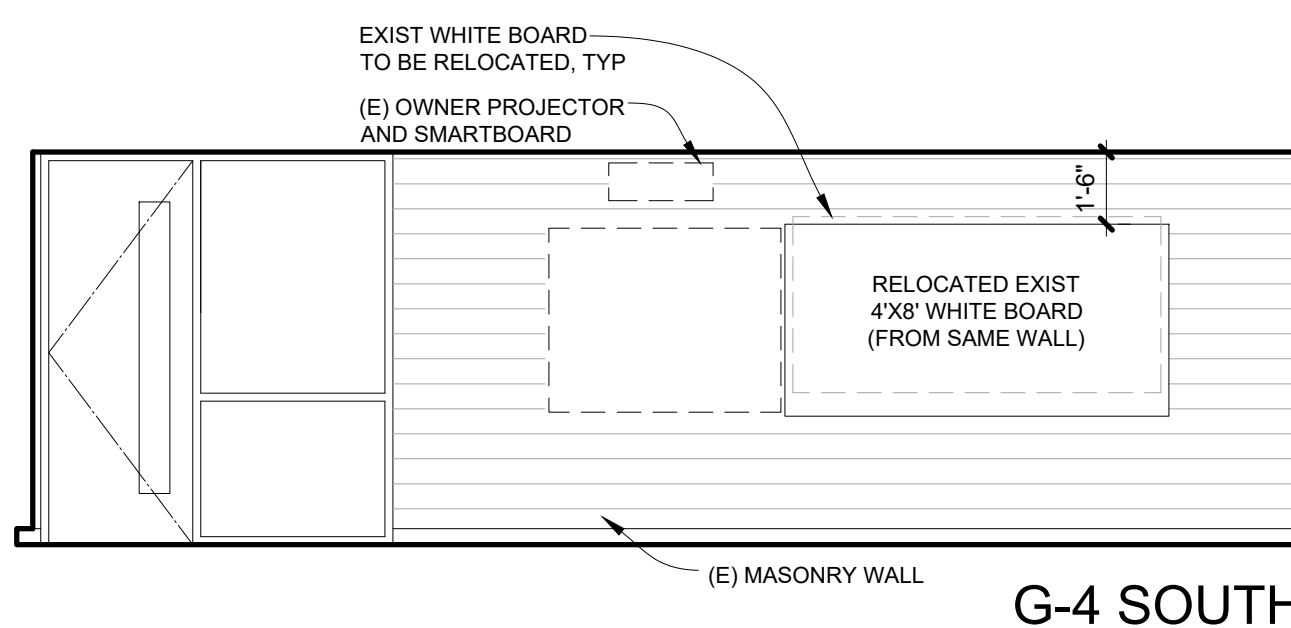 EXIST WHITE BOARD
TO BE RELOCATED, TYP
(E) OWNER PROJECTOR
AND SMARTBOARD
1'-6"
RELOCATED EXIST
4'X8' WHITE BOARD
(FROM SAME WALL)
(E) MASONRY WALL
G-4 SOUTH